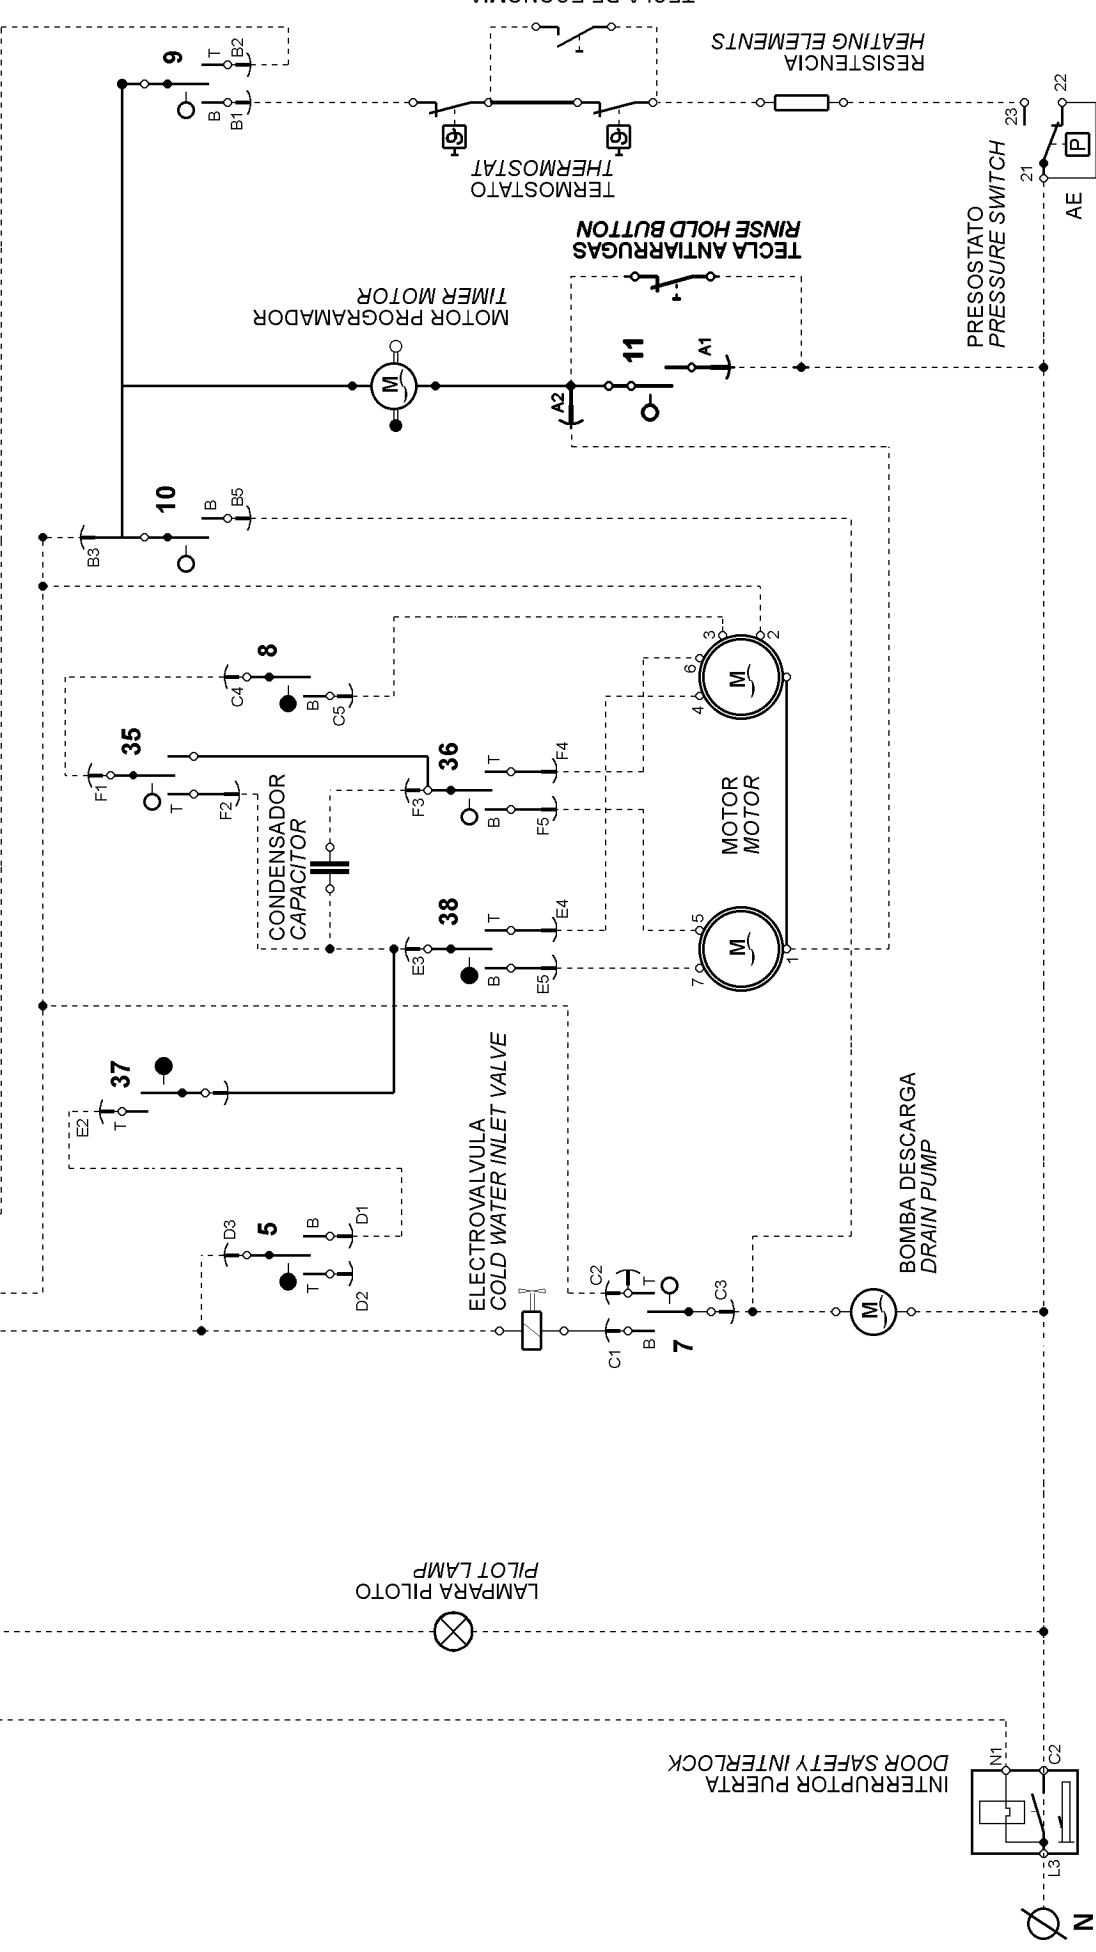 TECLA DE ECONOMIA
9
T
B2
B
B1
RESISTENCIA
HEATING ELEMENTS
TERMOSTATO
THERMOSTAT
22
23
P
21
AE
PRESOSTATO
PRESSURE SWITCH
TECLA ANTIARRUGAS
RINSE HOLD BUTTON
MOTOR PROGRAMADOR
TIMER MOTOR
M
11
A1
A2
10
B
B5
B3
8
C4
B
C5
3
2
6
4
M
35
F1
T
F2
36
F3
T
F4
B
F5
CONDENSADOR
CAPACITOR
MOTOR
MOTOR
38
E3
T
E4
B
E5
5
7
1
M
37
E2
T
D3
5
B
D1
T
D2
ELECTROVALVULA
COLD WATER INLET VALVE
C2
T
C3
C1
B
7
M
BOMBA DESCARGA
DRAIN PUMP
LAMPARA PILOTO
PILOT LAMP
INTERRUPTOR PUERTA
DOOR SAFETY INTERLOCK
N1
C2
L3
N